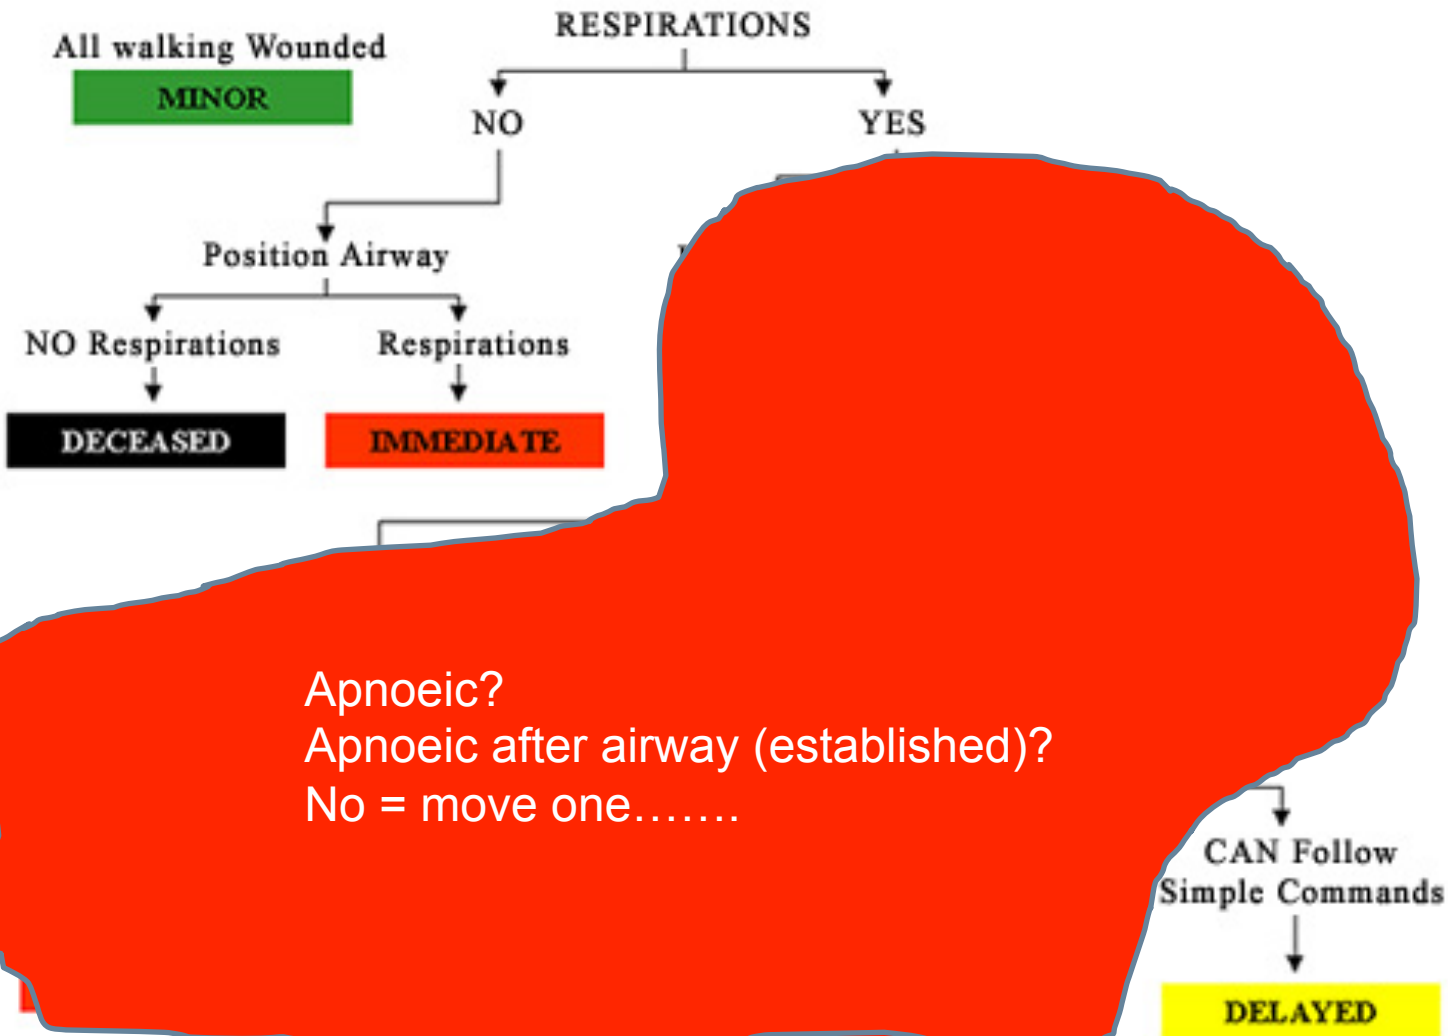 RESPIRATIONS
All walking Wounded
MINOR
NO
YES
Position Airway
NO Respirations
Respirations
DECEASED
IMMEDIATE
Apnoeic?
Apnoeic after airway (established)?
No = move one.......
CAN Follow
Simple Commands
DELAYED